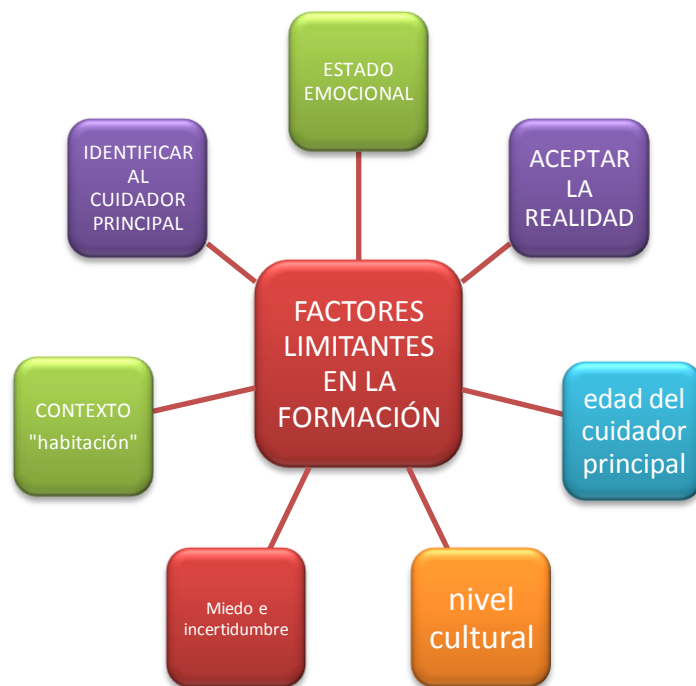 ESTADO
EMOCIONAL
IDENTIFICAR
AL
CUIDADOR
PRINCIPAL
ACEPTAR
LA
REALIDAD
FACTORES
LIMITANTES
EN LA
FORMACIÓN
CONTEXTO
"habitación"
edad del
cuidador
principal
Miedo e
incertidumbre
nivel
cultural